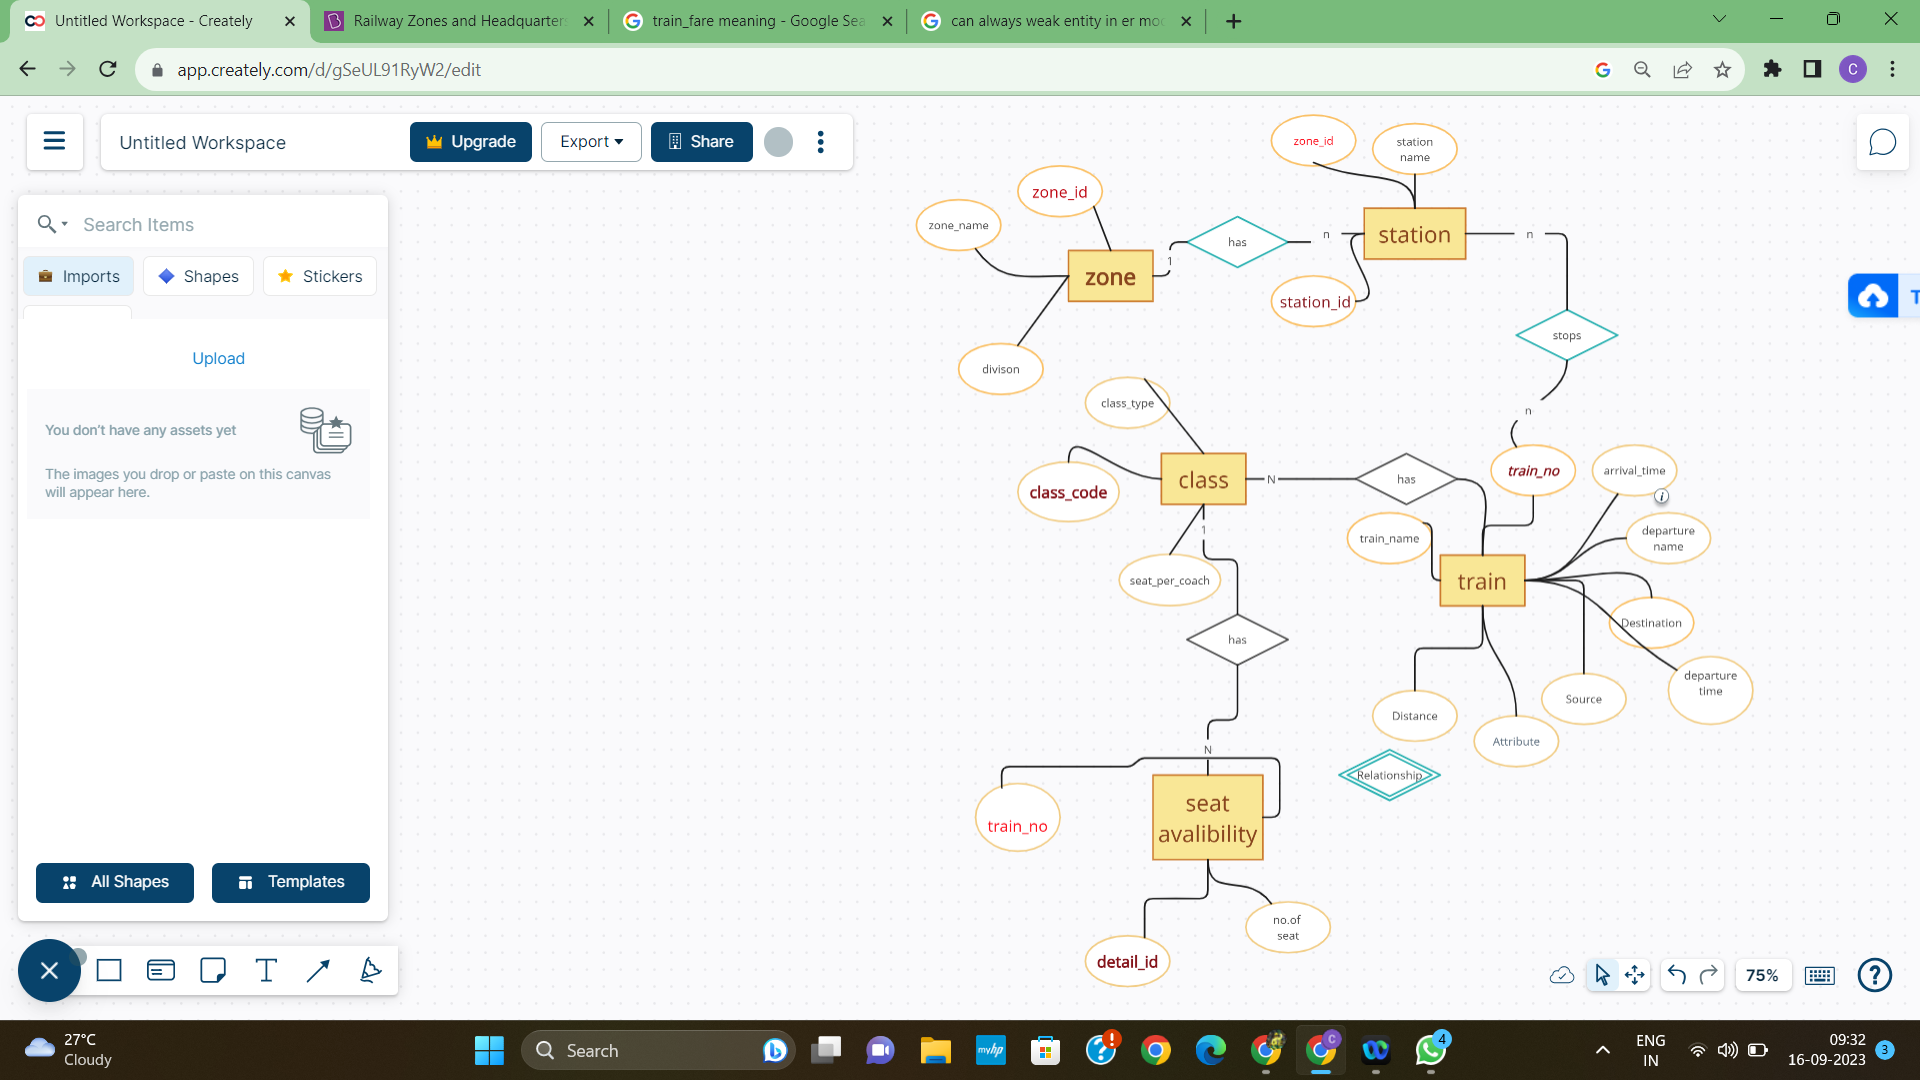 Untitled Workspace - Creately
Railway Zones and Headquarters
train_fare meaning - Google Sea
can always weak entity in er mod
app.creately.com/d/gSeUL91RyW2/edit
C
Untitled Workspace
Upgrade
Export
Share
Search Items
Imports
Shapes
Stickers
Upload
You don't have any assets yet
The images you drop or paste on this canvas
will appear here.
All Shapes
Templates
zone_id
station
name
zone_id
zone_name
has
n
station
n
zone
1
station_id
divison
stops
class_type
n
class
N
has
train_no
arrival_time
i
class_code
1
train_name
departure
name
seat_per_coach
train
has
Destination
departure
time
Source
Distance
Attribute
N
Relationship
train_no
seat
avalibility
no.of
seat
detail_id
75%
?
T
27°C
Cloudy
Search
myhp
C
4
ENG
IN
09:32
16-09-2023
3